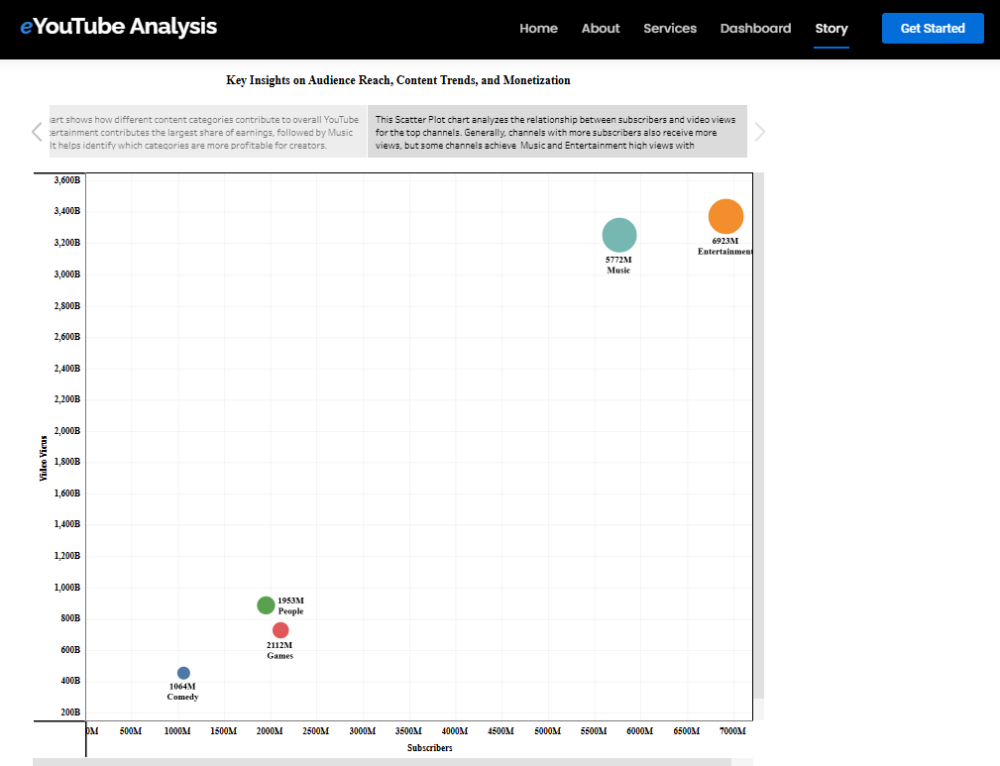 eYouTube Analysis
Home About Services Dashboard Story Get Started
Key Insights on Audience Reach, Content Trends, and Monetization
art shows how different content categories contribute to overall YouTube
ertainment contributes the largest share of earnings, followed by Music
It helps identify which categories are more profitable for creators.
This Scatter Plot chart analyzes the relationship between subscribers and video views
for the top channels. Generally, channels with more subscribers also receive more
views, but some channels achieve Music and Entertainment high views with
3,600B
3,400B
3,200B
3,000B
2,800B
2,600B
2,400B
2,200B
2,000B
1,800B
1,600B
1,400B
1,200B
1,000B
800B
600B
400B
200B
Video Views
6923M
Entertainment
5772M
Music
1953M
People
2112M
Games
1064M
Comedy
0M 500M 1000M 1500M 2000M 2500M 3000M 3500M 4000M 4500M 5000M 5500M 6000M 6500M 7000M
Subscribers